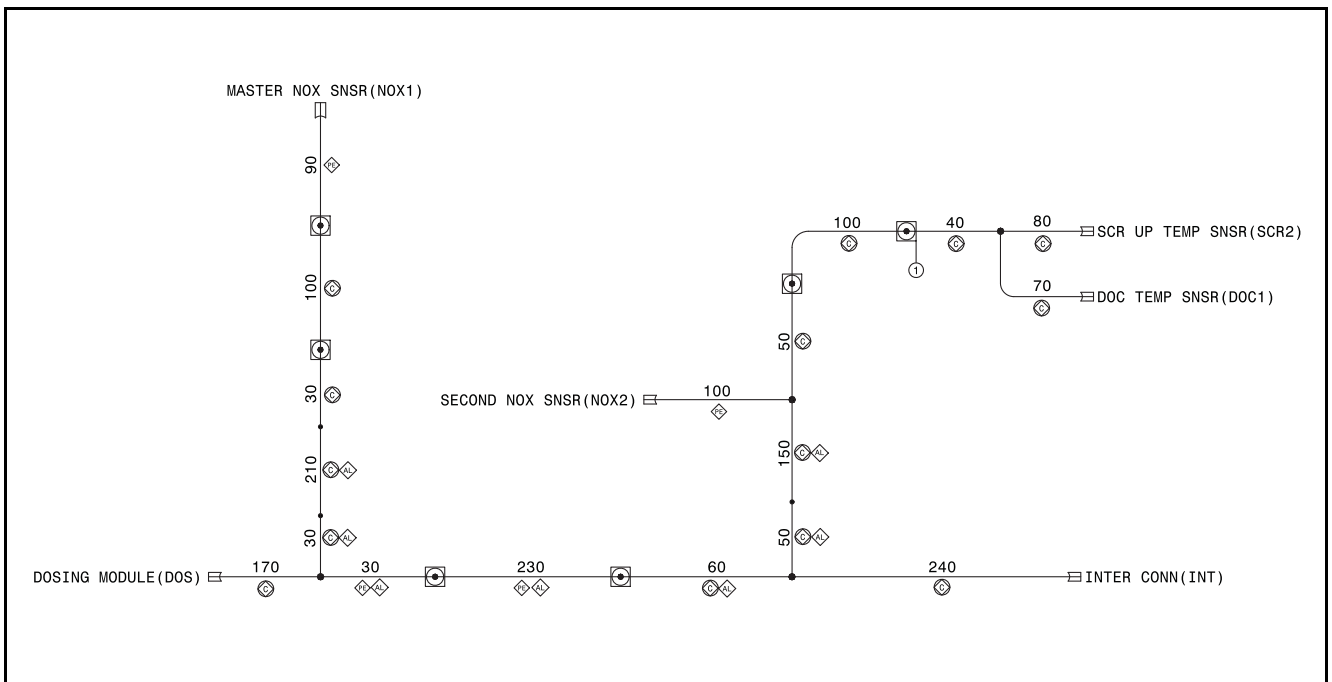 MASTER NOX SNSR(NOX1)
90
PE
100
C
30
C
210
C AL
30
C AL
100
C
40
C
80
C
SCR UP TEMP SNSR(SCR2)
1
70
C
DOC TEMP SNSR(DOC1)
50
C
SECOND NOX SNSR(NOX2)
100
PE
150
C AL
50
C AL
DOSING MODULE(DOS)
170
C
30
PE AL
230
PE AL
60
C AL
240
C
INTER CONN(INT)